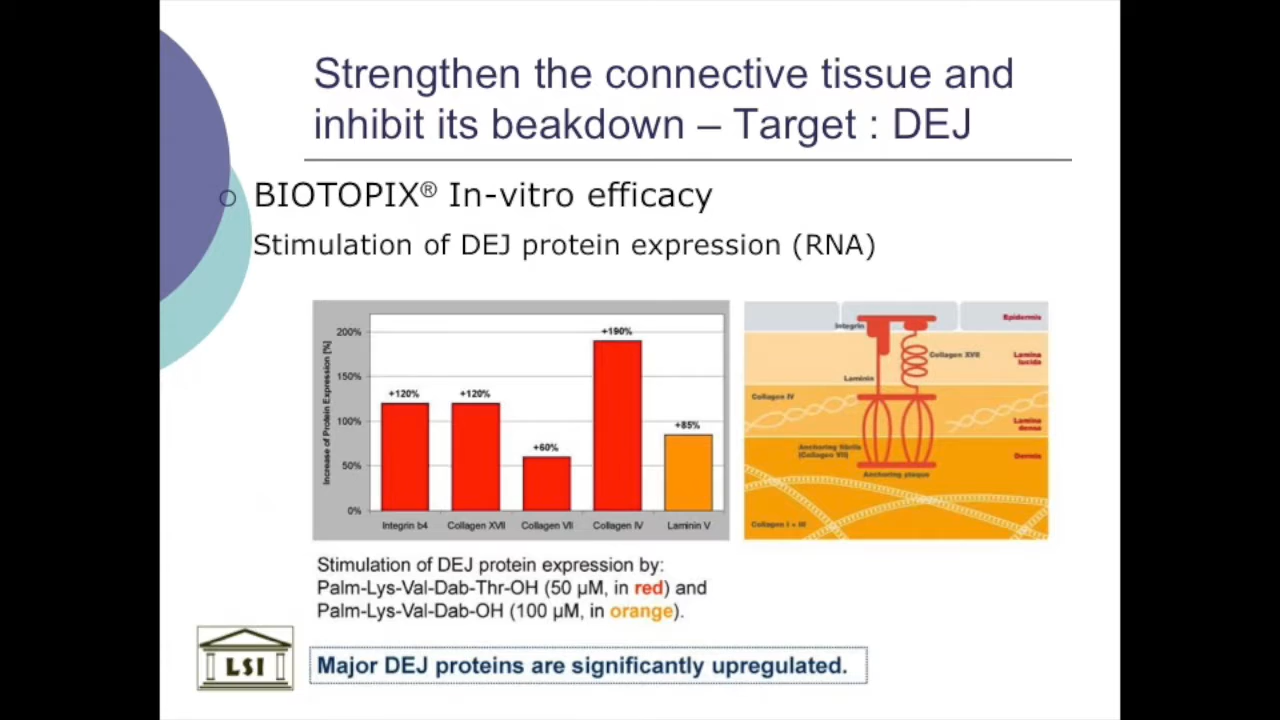 Strengthen the connective tissue and
inhibit its beakdown – Target : DEJ
BIOTOPIX® In-vitro efficacy
Stimulation of DEJ protein expression (RNA)
Increase of Protein Expression [%]
200%
150%
100%
50%
0%
+120%
+120%
+60%
+190%
+85%
Integrin b4
Collagen XVII
Collagen VII
Collagen IV
Laminin V
Epidermis
Integrin
Collagen XVII
Lamina
lucida
Laminin
Collagen IV
Lamina
densa
Anchoring fibrils
(Collagen VII)
Dermis
Anchoring plaque
Collagen I + III
Stimulation of DEJ protein expression by:
Palm-Lys-Val-Dab-Thr-OH (50 µM, in red) and
Palm-Lys-Val-Dab-OH (100 µM, in orange).
LSI
Major DEJ proteins are significantly upregulated.